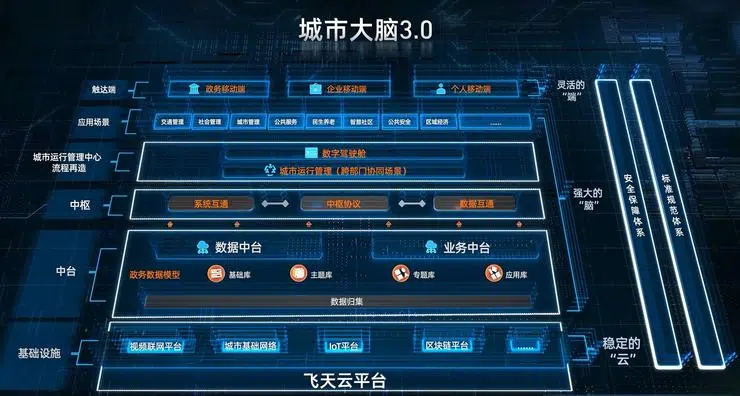 城市大脑3.0
触达端
政务移动端
企业移动端
个人移动端
灵活的
“端”
应用场景
交通管理
社会管理
城市管理
公共服务
民生养老
智慧社区
公共安全
区域经济
......
城市运行管理中心
流程再造
数字驾驶舱
城市运行管理（跨部门协同场景）
强大的
“脑”
中枢
系统互通
中枢协议
数据互通
中台
数据中台
业务中台
政务数据模型
基础库
主题库
专题库
应用库
数据归集
基础设施
视频联网平台
城市基础网络
IoT平台
区块链平台
......
稳定的
“云”
飞天云平台
安全保障体系
标准规范体系